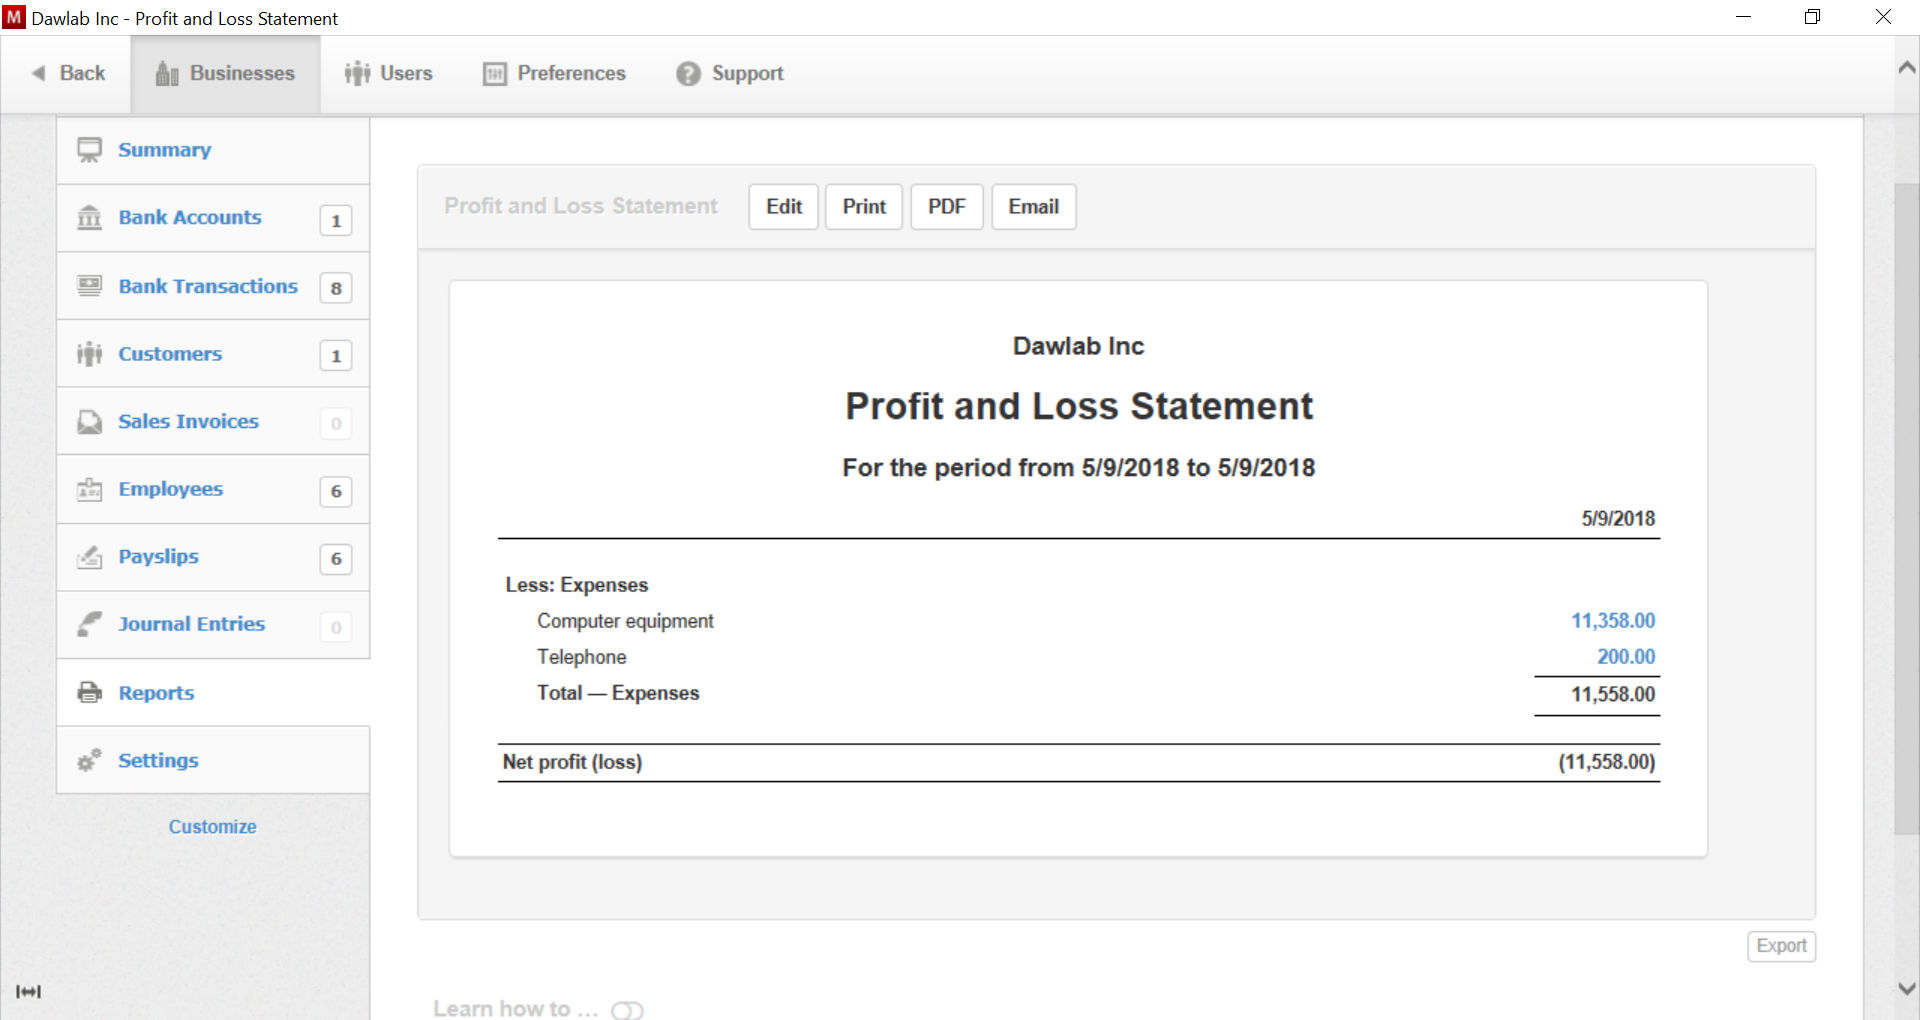 M Dawlab Inc - Profit and Loss Statement
Back Businesses Users Preferences ? Support
Summary
Bank Accounts 1
Bank Transactions 8
Customers 1
Sales Invoices 0
Employees 6
Payslips 6
Journal Entries 0
Reports
Settings
Customize
Profit and Loss Statement Edit Print PDF Email
Dawlab Inc
Profit and Loss Statement
For the period from 5/9/2018 to 5/9/2018
5/9/2018
Less: Expenses
Computer equipment 11,358.00
Telephone 200.00
Total — Expenses 11,558.00
Net profit (loss) (11,558.00)
Export
Learn how to ...